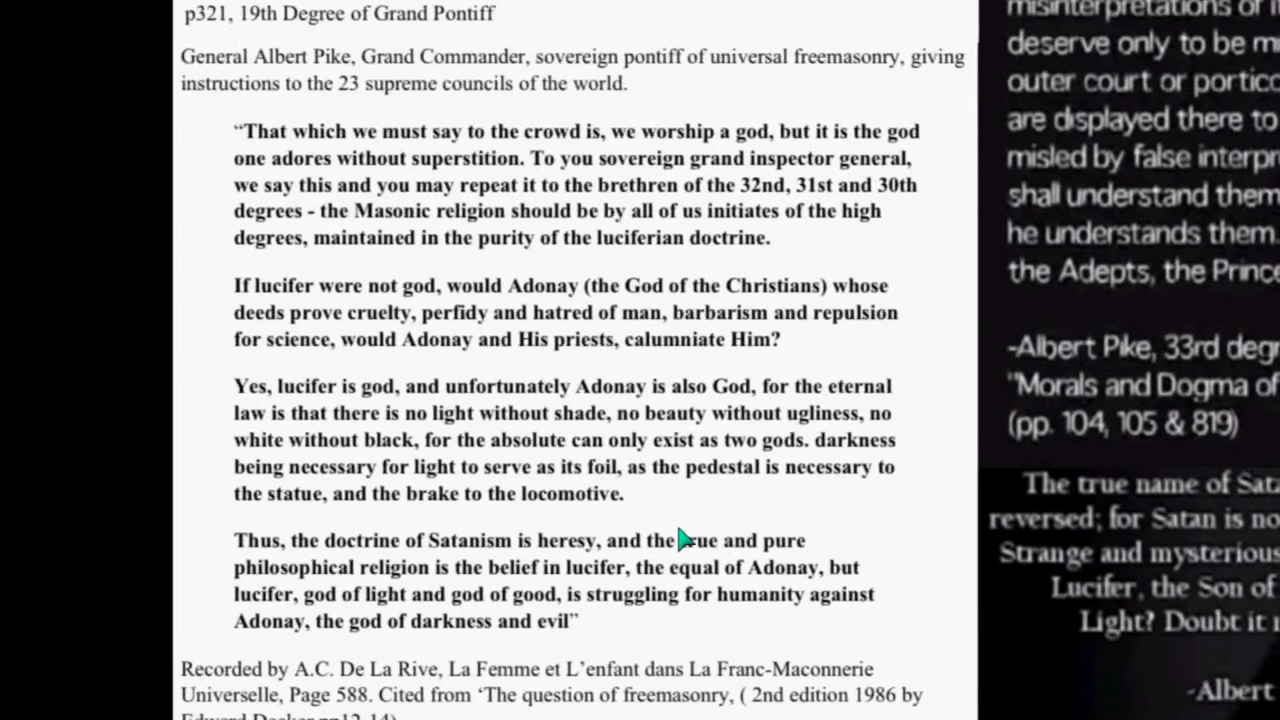 p321, 19th Degree of Grand Pontiff
General Albert Pike, Grand Commander, sovereign pontiff of universal freemasonry, giving
instructions to the 23 supreme councils of the world.
“That which we must say to the crowd is, we worship a god, but it is the god
one adores without superstition. To you sovereign grand inspector general,
we say this and you may repeat it to the brethren of the 32nd, 31st and 30th
degrees - the Masonic religion should be by all of us initiates of the high
degrees, maintained in the purity of the luciferian doctrine.
If lucifer were not god, would Adonay (the God of the Christians) whose
deeds prove cruelty, perfidy and hatred of man, barbarism and repulsion
for science, would Adonay and His priests, calumniate Him?
Yes, lucifer is god, and unfortunately Adonay is also God, for the eternal
law is that there is no light without shade, no beauty without ugliness, no
white without black, for the absolute can only exist as two gods. darkness
being necessary for light to serve as its foil, as the pedestal is necessary to
the statue, and the brake to the locomotive.
Thus, the doctrine of Satanism is heresy, and the true and pure
philosophical religion is the belief in lucifer, the equal of Adonay, but
lucifer, god of light and god of good, is struggling for humanity against
Adonay, the god of darkness and evil”
Recorded by A.C. De La Rive, La Femme et L’enfant dans La Franc-Maconnerie
Universelle, Page 588. Cited from ‘The question of freemasonry, ( 2nd edition 1986 by
Edward Decker pp12-14)
misinterpretations of
deserve only to be
outer court or
are displayed there to
misled by false
shall understand them
he understands them.
the Adepts, the
-Albert Pike, 33rd
"Morals and Dogma of
(pp. 104, 105 & 819)
The true name of
reversed; for Satan is
Strange and mysterious
Lucifer, the Son of
Light? Doubt it
-Albert